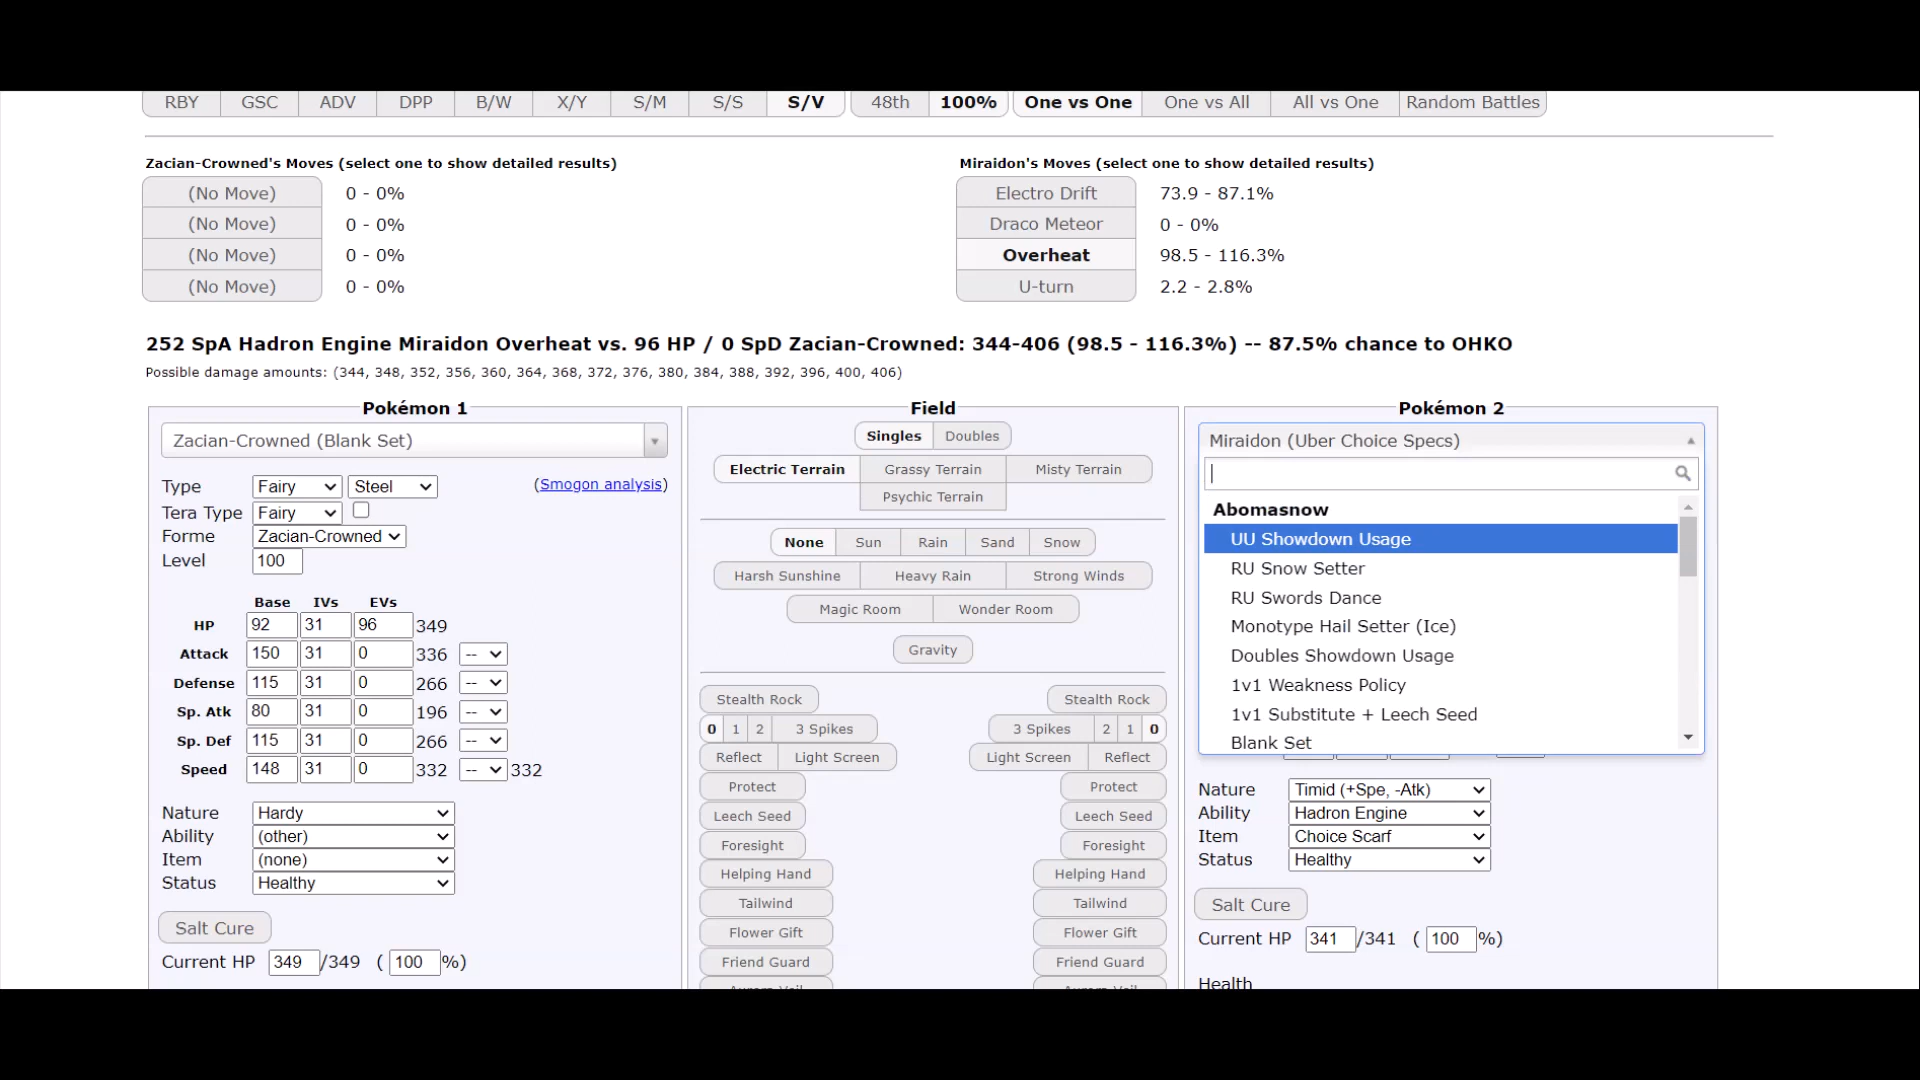 RBY GSC ADV DPP B/W X/Y S/M S/S S/V 48th 100% One vs One One vs All All vs One Random Battles
Zacian-Crowned's Moves (select one to show detailed results)
(No Move) 0 - 0%
(No Move) 0 - 0%
(No Move) 0 - 0%
(No Move) 0 - 0%
Miraidon's Moves (select one to show detailed results)
Electro Drift 73.9 - 87.1%
Draco Meteor 0 - 0%
Overheat 98.5 - 116.3%
U-turn 2.2 - 2.8%
252 SpA Hadron Engine Miraidon Overheat vs. 96 HP / 0 SpD Zacian-Crowned: 344-406 (98.5 - 116.3%) -- 87.5% chance to OHKO
Possible damage amounts: (344, 348, 352, 356, 360, 364, 368, 372, 376, 380, 384, 388, 392, 396, 400, 406)
Pokémon 1
Zacian-Crowned (Blank Set)
Type Fairy Steel (Smogon analysis)
Tera Type Fairy
Forme Zacian-Crowned
Level 100
Base IVs EVs
HP 92 31 96 349
Attack 150 31 0 336 --
Defense 115 31 0 266 --
Sp. Atk 80 31 0 196 --
Sp. Def 115 31 0 266 --
Speed 148 31 0 332 -- 332
Nature Hardy
Ability (other)
Item (none)
Status Healthy
Salt Cure
Current HP 349 /349 ( 100 %)
Field
Singles Doubles
Electric Terrain Grassy Terrain Misty Terrain
Psychic Terrain
None Sun Rain Sand Snow
Harsh Sunshine Heavy Rain Strong Winds
Magic Room Wonder Room
Gravity
Stealth Rock Stealth Rock
0 1 2 3 Spikes 3 Spikes 2 1 0
Reflect Light Screen Light Screen Reflect
Protect Protect
Leech Seed Leech Seed
Foresight Foresight
Helping Hand Helping Hand
Tailwind Tailwind
Flower Gift Flower Gift
Friend Guard Friend Guard
Aurora Veil Aurora Veil
Pokémon 2
Miraidon (Uber Choice Specs)
Abomasnow
UU Showdown Usage
RU Snow Setter
RU Swords Dance
Monotype Hail Setter (Ice)
Doubles Showdown Usage
1v1 Weakness Policy
1v1 Substitute + Leech Seed
Blank Set
Nature Timid (+Spe, -Atk)
Ability Hadron Engine
Item Choice Scarf
Status Healthy
Salt Cure
Current HP 341 /341 ( 100 %)
Health